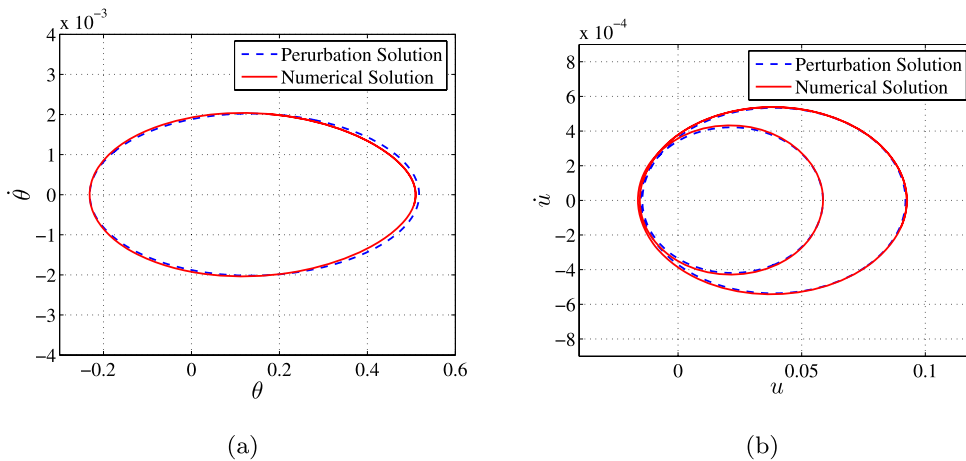 x 10⁻³
4
3
2
1
0
−1
−2
−3
−4
−0.2 0 0.2 0.4 0.6
θ
θ̇
Perurbation Solution
Numerical Solution
(a)
x 10⁻⁴
8
6
4
2
0
−2
−4
−6
−8
0 0.05 0.1
u
u̇
Perturbation Solution
Numerical Solution
(b)